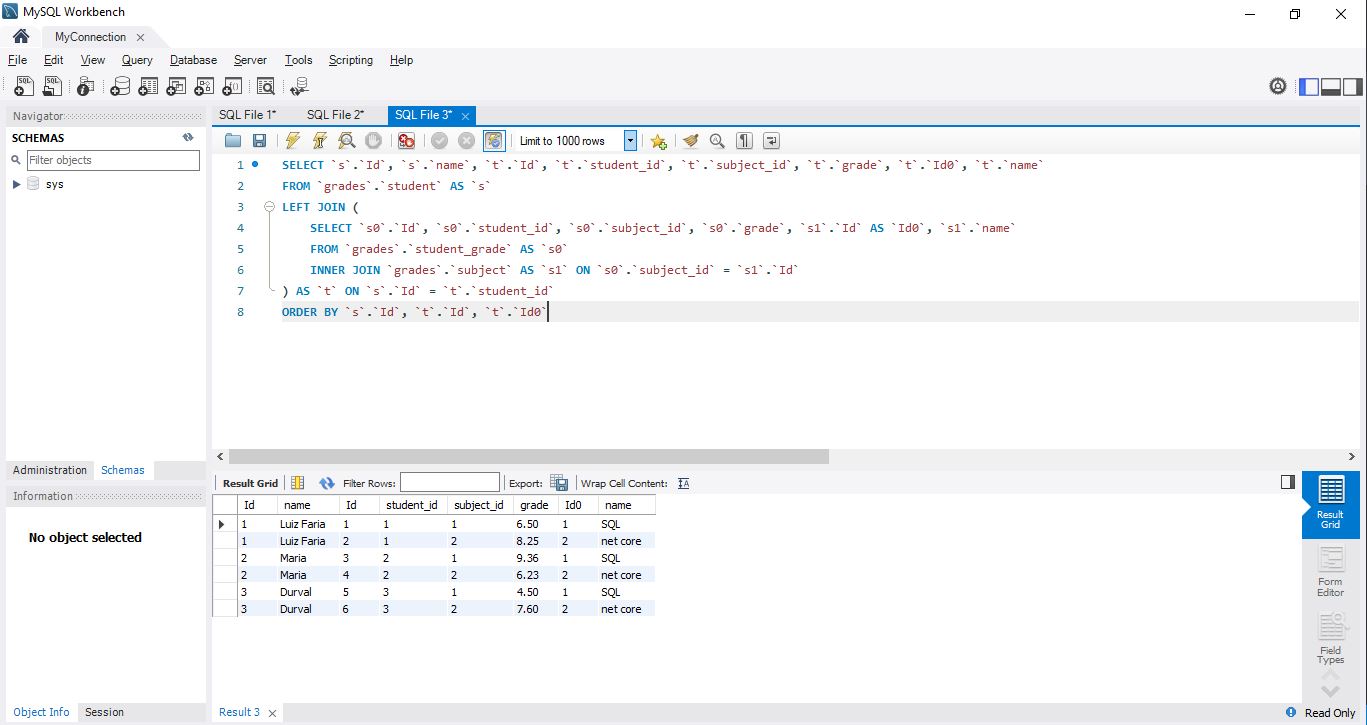 MySQL Workbench
MyConnection
File Edit View Query Database Server Tools Scripting Help
Navigator
SCHEMAS
Filter objects
sys
Administration Schemas
Information
No object selected
Object Info Session
SQL File 1* SQL File 2* SQL File 3*
Limit to 1000 rows
1 SELECT `s`.`Id`, `s`.`name`, `t`.`Id`, `t`.`student_id`, `t`.`subject_id`, `t`.`grade`, `t`.`Id0`, `t`.`name`
2 FROM `grades`.`student` AS `s`
3 LEFT JOIN (
4 SELECT `s0`.`Id`, `s0`.`student_id`, `s0`.`subject_id`, `s0`.`grade`, `s1`.`Id` AS `Id0`, `s1`.`name`
5 FROM `grades`.`student_grade` AS `s0`
6 INNER JOIN `grades`.`subject` AS `s1` ON `s0`.`subject_id` = `s1`.`Id`
7 ) AS `t` ON `s`.`Id` = `t`.`student_id`
8 ORDER BY `s`.`Id`, `t`.`Id`, `t`.`Id0`
Result Grid Filter Rows: Export: Wrap Cell Content:
Id name Id student_id subject_id grade Id0 name
1 Luiz Faria 1 1 1 6.50 1 SQL
1 Luiz Faria 2 1 2 8.25 2 net core
2 Maria 3 2 1 9.36 1 SQL
2 Maria 4 2 2 6.23 2 net core
3 Durval 5 3 1 4.50 1 SQL
3 Durval 6 3 2 7.60 2 net core
Result
Grid
Form
Editor
Field
Types
Result 3
Read Only